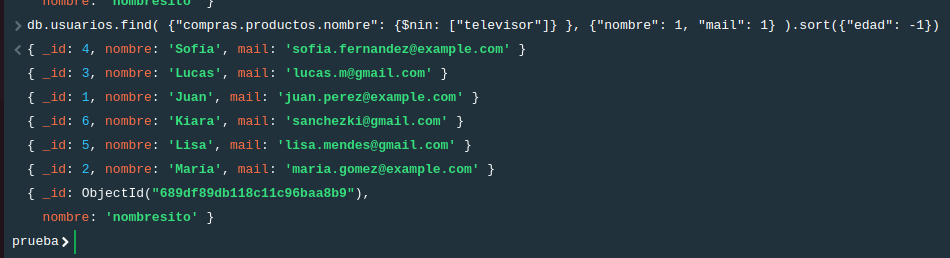 nombre: 'nombresito' }
db.usuarios.find( {"compras.productos.nombre": {$nin: ["televisor"]} }, {"nombre": 1, "mail": 1} ).sort({"edad": -1})
{ _id: 4, nombre: 'Sofía', mail: 'sofia.fernandez@example.com' }
{ _id: 3, nombre: 'Lucas', mail: 'lucas.m@gmail.com' }
{ _id: 1, nombre: 'Juan', mail: 'juan.perez@example.com' }
{ _id: 6, nombre: 'Kiara', mail: 'sanchezki@gmail.com' }
{ _id: 5, nombre: 'Lisa', mail: 'lisa.mendes@gmail.com' }
{ _id: 2, nombre: 'María', mail: 'maria.gomez@example.com' }
{ _id: ObjectId("689df89db118c11c96baa8b9"),
nombre: 'nombresito' }
prueba>